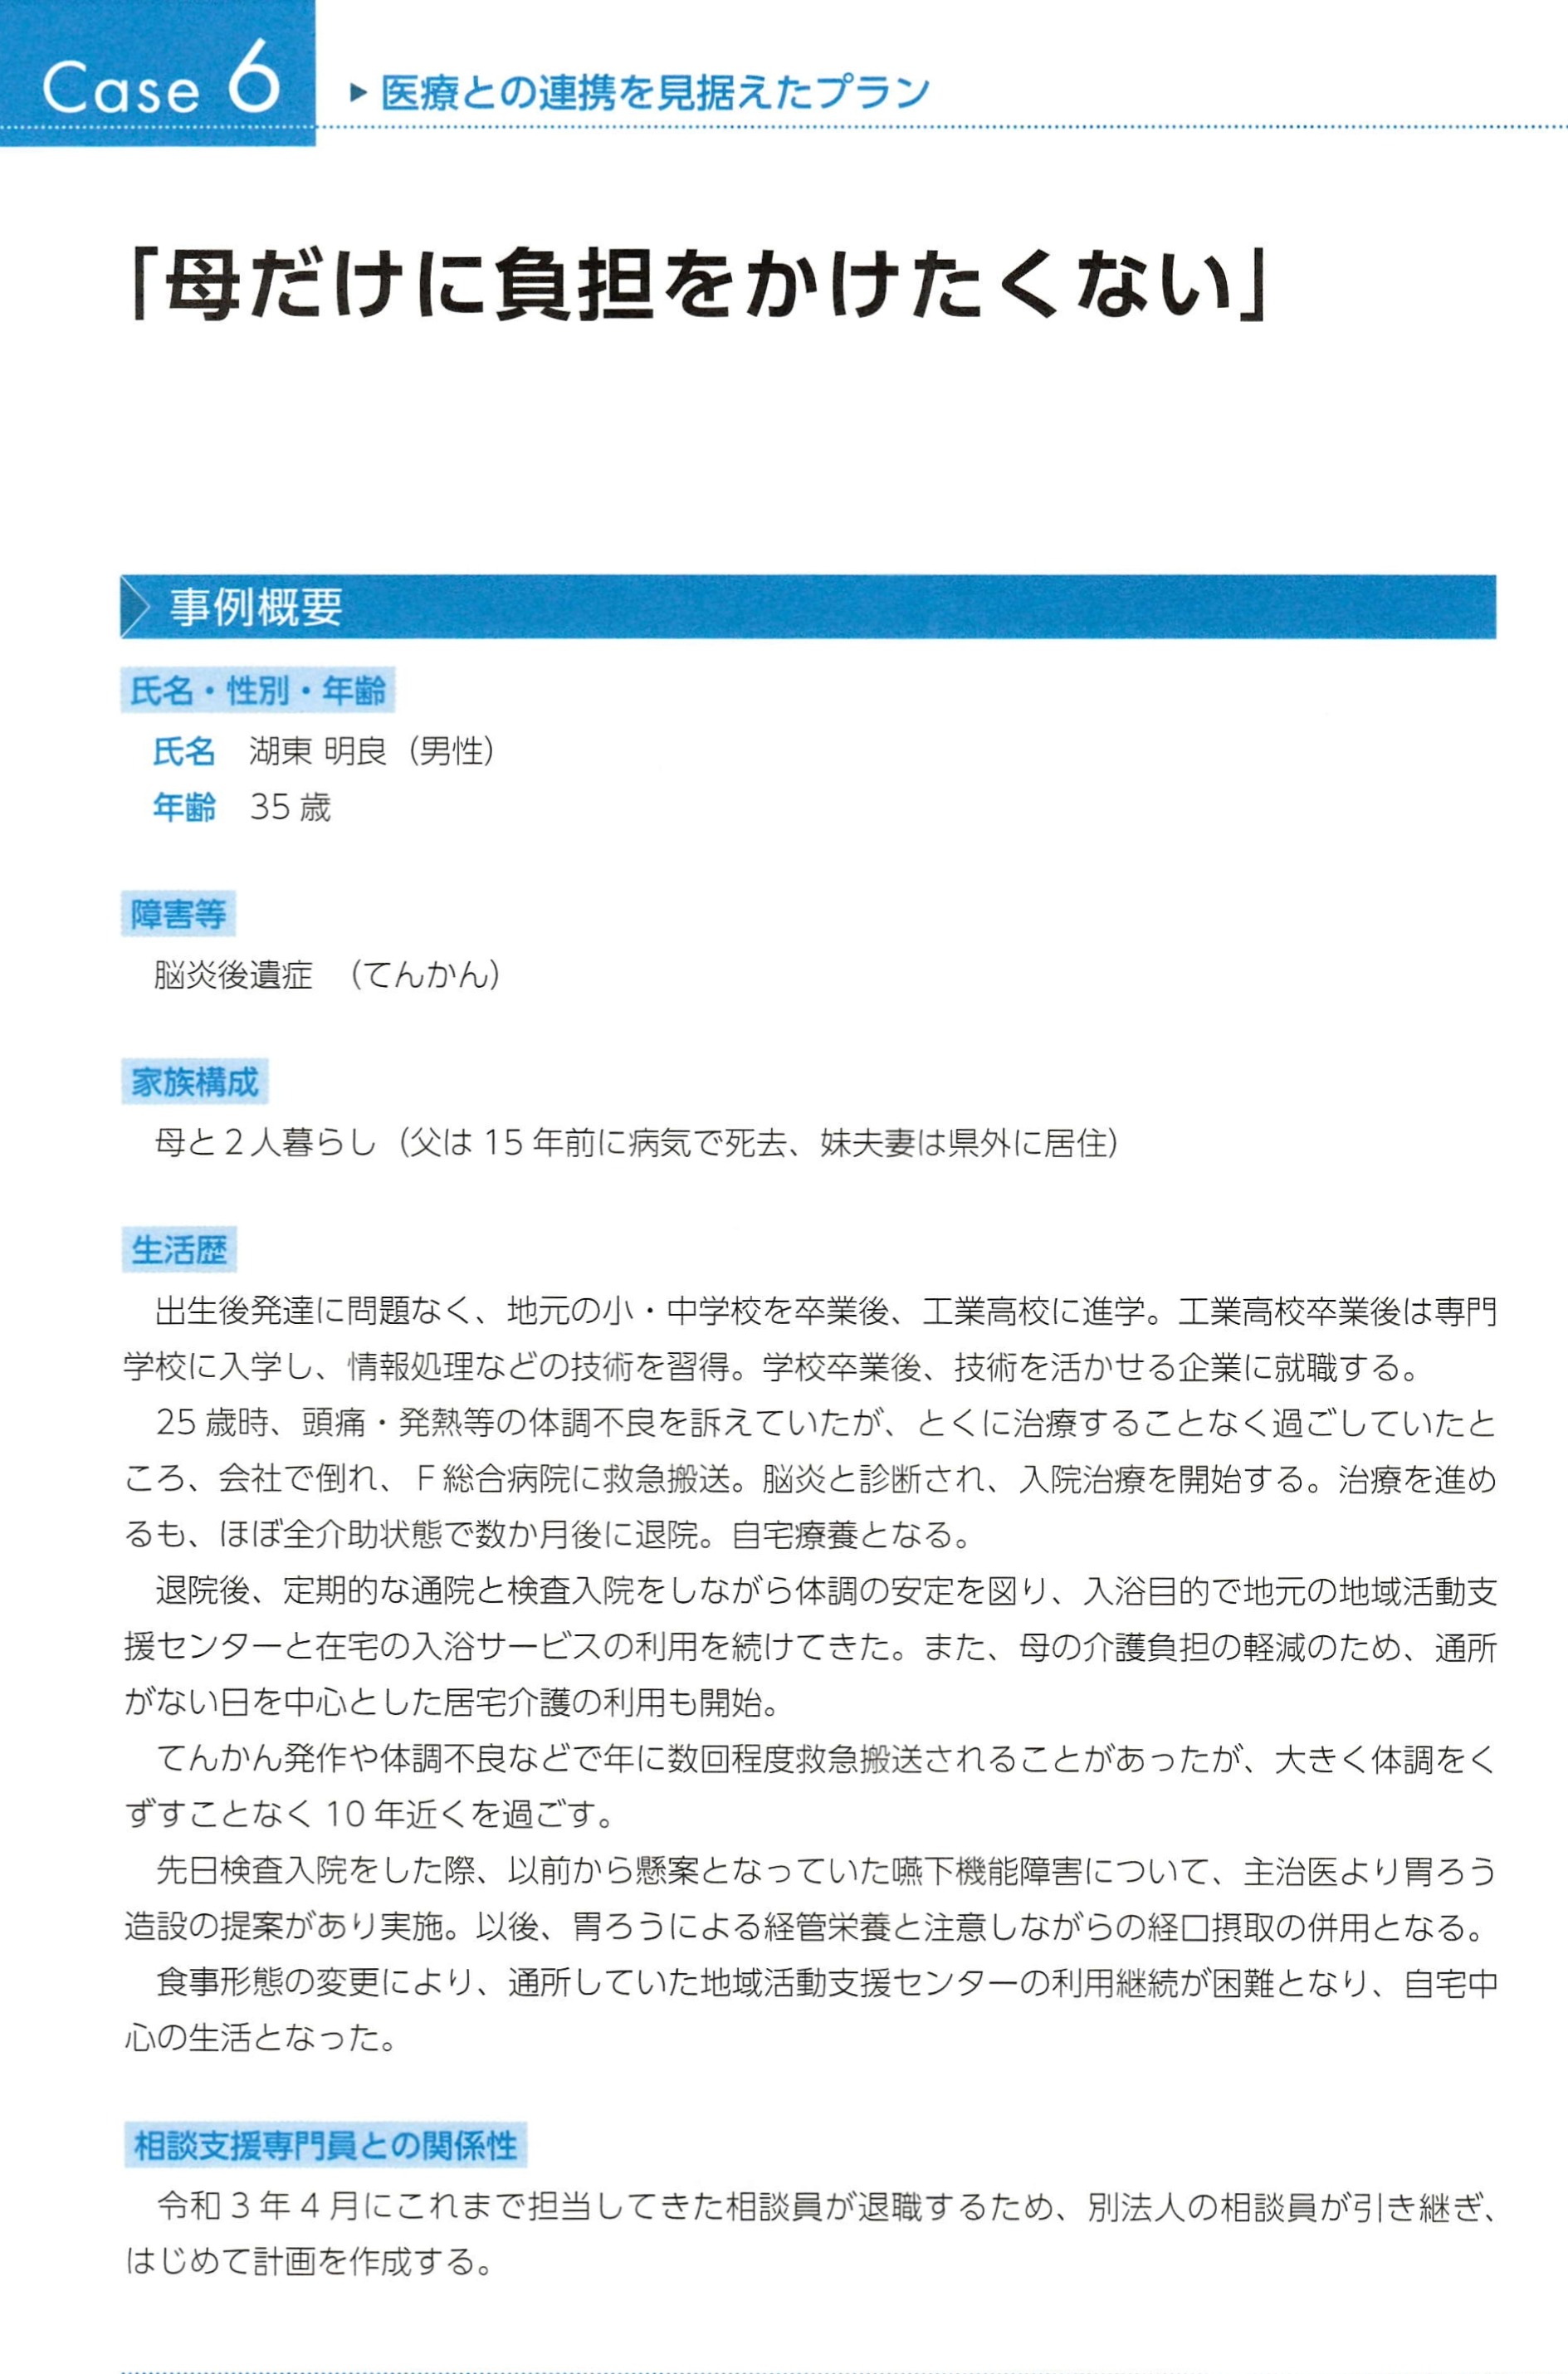 Case 6
▶ 医療との連携を見据えたプラン
「母だけに負担をかけたくない」
事例概要
氏名・性別・年齢
氏名　湖東 明良（男性）
年齢　35 歳
障害等
脳炎後遺症　（てんかん）
家族構成
母と２人暮らし（父は 15 年前に病気で死去、妹夫妻は県外に居住）
生活歴
出生後発達に問題なく、地元の小・中学校を卒業後、工業高校に進学。工業高校卒業後は専門
学校に入学し、情報処理などの技術を習得。学校卒業後、技術を活かせる企業に就職する。
25 歳時、頭痛・発熱等の体調不良を訴えていたが、とくに治療することなく過ごしていたと
ころ、会社で倒れ、Ｆ総合病院に救急搬送。脳炎と診断され、入院治療を開始する。治療を進め
るも、ほぼ全介助状態で数か月後に退院。自宅療養となる。
退院後、定期的な通院と検査入院をしながら体調の安定を図り、入浴目的で地元の地域活動支
援センターと在宅の入浴サービスの利用を続けてきた。また、母の介護負担の軽減のため、通所
がない日を中心とした居宅介護の利用も開始。
てんかん発作や体調不良などで年に数回程度救急搬送されることがあったが、大きく体調をく
ずすことなく 10 年近くを過ごす。
先日検査入院をした際、以前から懸案となっていた嚥下機能障害について、主治医より胃ろう
造設の提案があり実施。以後、胃ろうによる経管栄養と注意しながらの経口摂取の併用となる。
食事形態の変更により、通所していた地域活動支援センターの利用継続が困難となり、自宅中
心の生活となった。
相談支援専門員との関係性
令和 3 年 4 月にこれまで担当してきた相談員が退職するため、別法人の相談員が引き継ぎ、
はじめて計画を作成する。